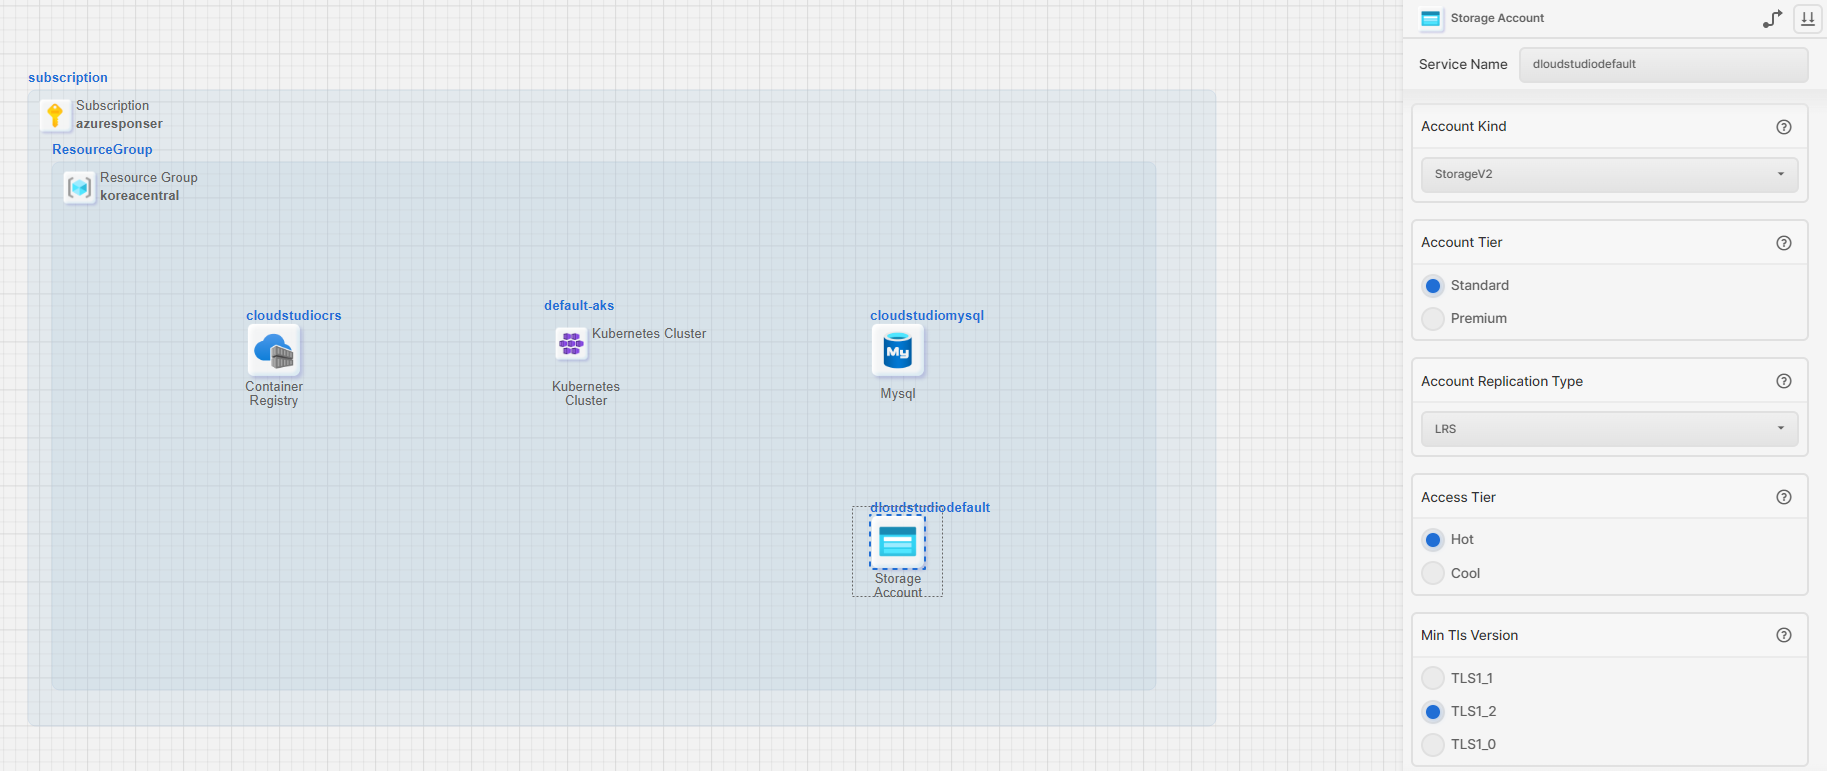 subscription
Subscription
azuresponser
ResourceGroup
Resource Group
koreacentral
cloudstudiocrs
Container
Registry
default-aks
Kubernetes Cluster
Kubernetes
Cluster
cloudstudiomysql
My
Mysql
dloudstudiodefault
Storage
Account
Storage Account
Service Name
dloudstudiodefault
Account Kind
StorageV2
Account Tier
Standard
Premium
Account Replication Type
LRS
Access Tier
Hot
Cool
Min Tls Version
TLS1_1
TLS1_2
TLS1_0